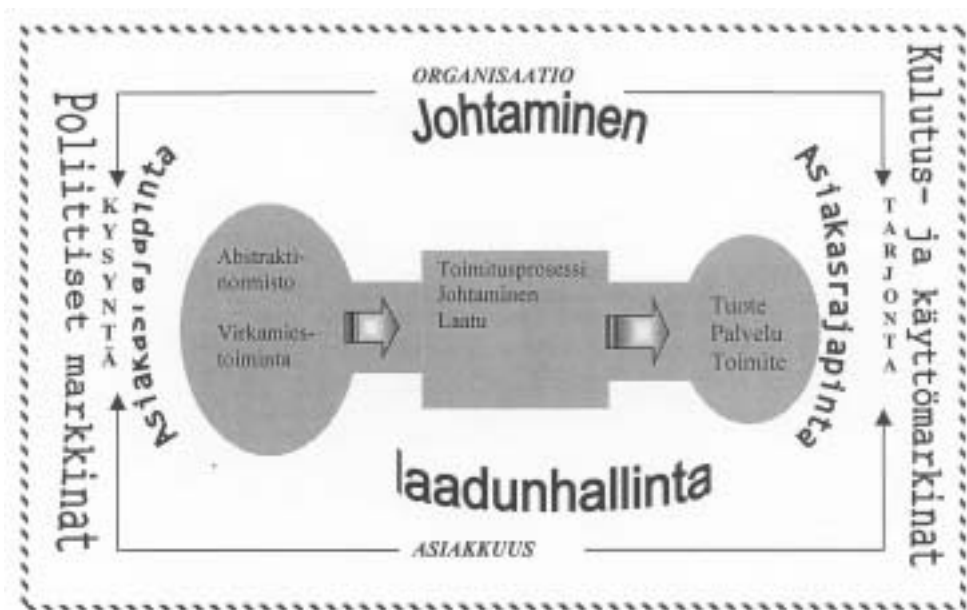 ORGANISAATIO
Johtaminen
Poliittiset markkinat
KYSYNTÄ
Asiakasrajapinta
Abstrakti-
normisto
Virkamies-
toiminta
Toimitusprosessi
Johtaminen
Laatu
Tuote
Palvelu
Toimite
Asiakasrajapinta
TARJONTA
Kulutus- ja käyttömarkinat
laadunhallinta
ASIAKKUUS